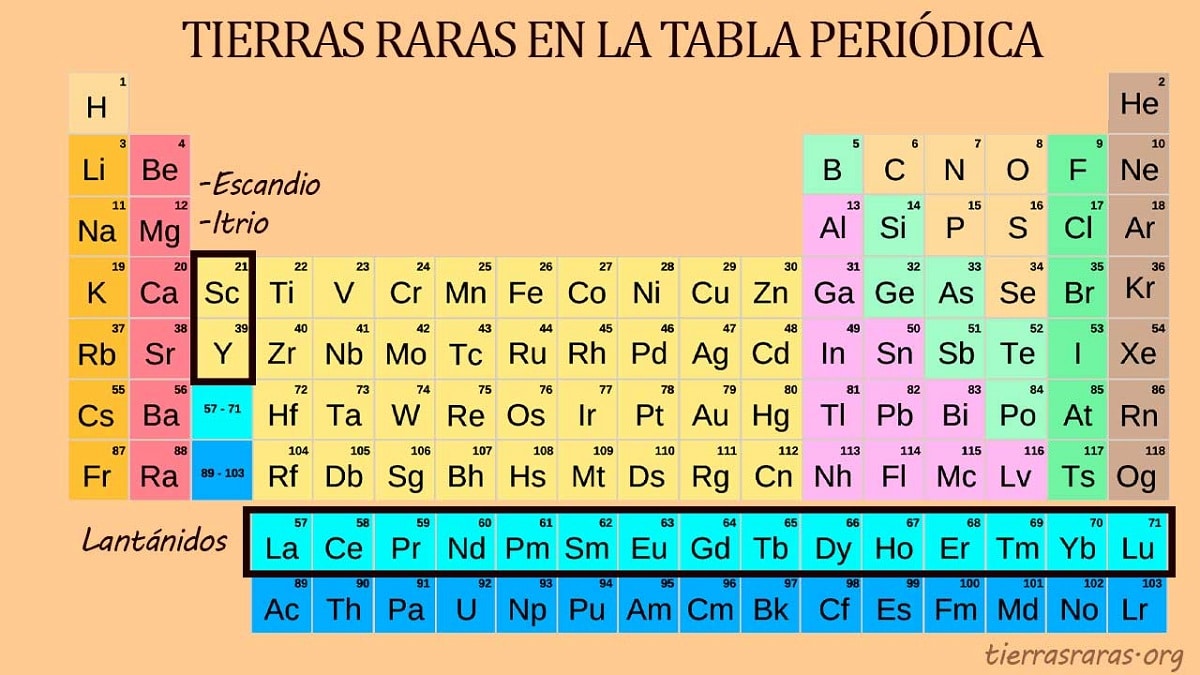 TIERRAS RARAS EN LA TABLA PERIÓDICA
1 2
H He
3 4 5 6 7 8 9 10
Li Be B C N O F Ne
-Escandio
11 12 13 14 15 16 17 18
Na Mg -Itrio Al Si P S Cl Ar
19 20 21 22 23 24 25 26 27 28 29 30 31 32 33 34 35 36
K Ca Sc Ti V Cr Mn Fe Co Ni Cu Zn Ga Ge As Se Br Kr
37 38 39 40 41 42 43 44 45 46 47 48 49 50 51 52 53 54
Rb Sr Y Zr Nb Mo Tc Ru Rh Pd Ag Cd In Sn Sb Te I Xe
55 56 72 73 74 75 76 77 78 79 80 81 82 83 84 85 86
Cs Ba 57 - 71 Hf Ta W Re Os Ir Pt Au Hg Tl Pb Bi Po At Rn
87 88 104 105 106 107 108 109 110 111 112 113 114 115 116 117 118
Fr Ra 89 - 103 Rf Db Sg Bh Hs Mt Ds Rg Cn Nh Fl Mc Lv Ts Og
57 58 59 60 61 62 63 64 65 66 67 68 69 70 71
Lantánidos La Ce Pr Nd Pm Sm Eu Gd Tb Dy Ho Er Tm Yb Lu
89 90 91 92 93 94 95 96 97 98 99 100 101 102 103
Ac Th Pa U Np Pu Am Cm Bk Cf Es Fm Md No Lr
tierrasraras.org